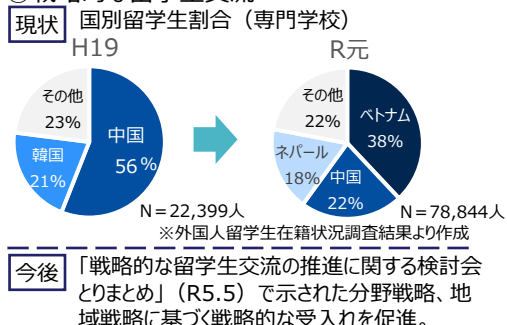 現状
国別留学生割合（専門学校）
H19
R元
その他
23%
中国
56%
韓国
21%
N＝22,399人
その他
22%
ベトナム
38%
ネパール
18%
中国
22%
N＝78,844人
※外国人留学生在籍状況調査結果より作成
今後
「戦略的な留学生交流の推進に関する検討会
とりまとめ」（R5.5）で示された分野戦略、地
域戦略に基づく戦略的な受入れを促進。